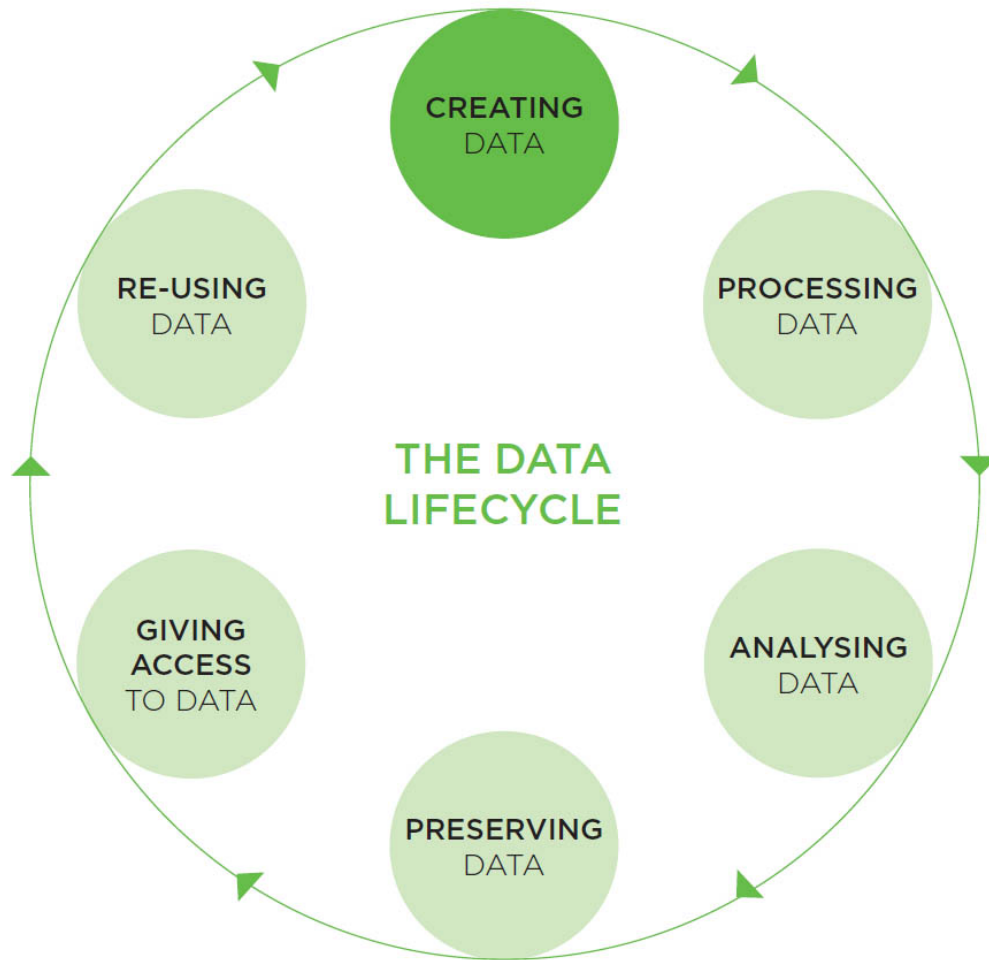 CREATING
DATA
PROCESSING
DATA
ANALYSING
DATA
PRESERVING
DATA
GIVING
ACCESS
TO DATA
RE-USING
DATA
THE DATA
LIFECYCLE